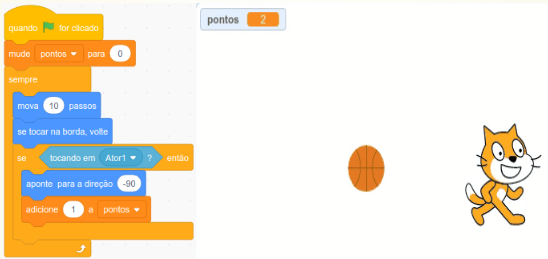 quando for clicado
mude pontos para 0
sempre
mova 10 passos
se tocar na borda, volte
se tocando em Ator1 ? então
aponte para a direção -90
adicione 1 a pontos
pontos 2